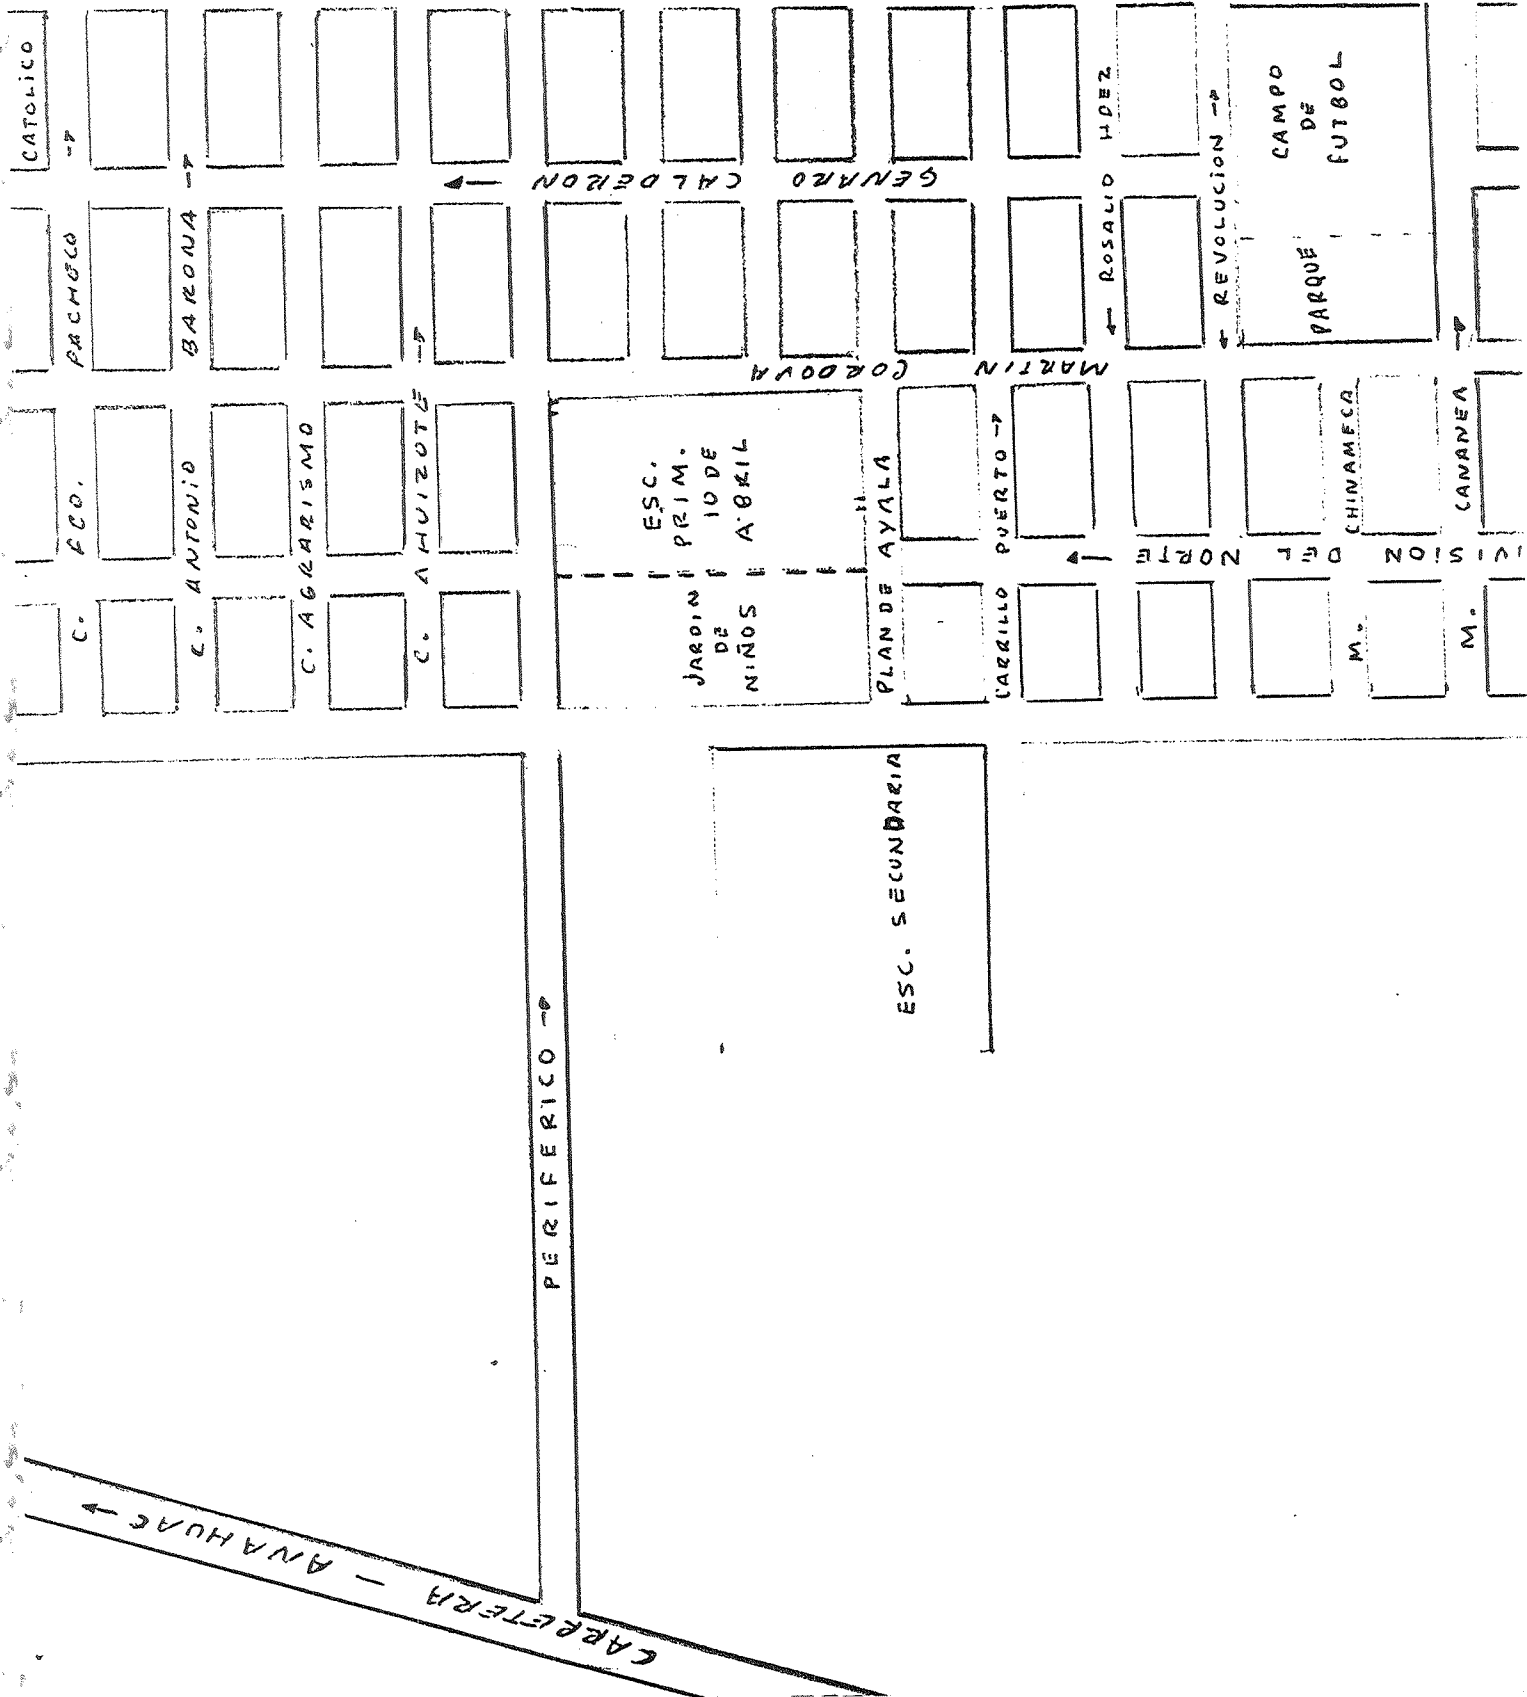 CATOLICO
C. FCO. PACHECO →
C. ANTONIO BARONA →
C. AGRARISMO
C. AHUIZOTE →
GENARO CALDERON →
MARTIN CORDOVA
← ROSALIO HDEZ
← REVOLUCION →
CAMPO
DE
FUTBOL
PARQUE
ESC.
PRIM.
10 DE
ABRIL
JARDIN
DE
NIÑOS
PLAN DE AYALA
CARRILLO PUERTO →
IVISION DEL NORTE →
M. CHINAMECA
M. CANANEA →
ESC. SECUNDARIA
PERIFERICO →
CARRETERA - ANAHUAC →